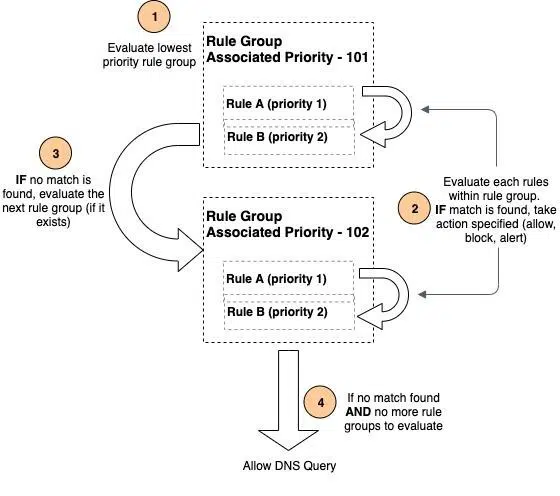 1
Evaluate lowest
priority rule group
Rule Group
Associated Priority - 101
Rule A (priority 1)
Rule B (priority 2)
3
IF no match is
found, evaluate the
next rule group (if it
exists)
Evaluate each rules
within rule group.
IF match is found, take
action specified (allow,
block, alert)
2
Rule Group
Associated Priority - 102
Rule A (priority 1)
Rule B (priority 2)
4
If no match found
AND no more rule
groups to evaluate
Allow DNS Query